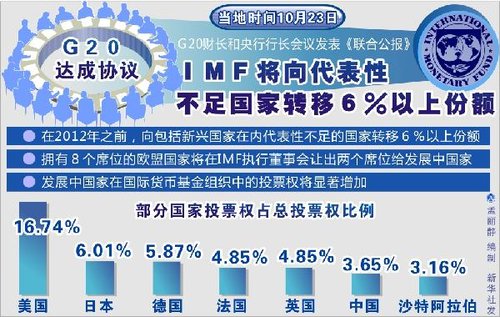 当地时间10月23日
G20
达成协议
G20财长和央行行长会议发表《联合公报》
IMF将向代表性
不足国家转移6%以上份额
INTERNATIONAL
MONETARY FUND
在2012年之前，向包括新兴国家在内代表性不足的国家转移6%以上份额
拥有8个席位的欧盟国家将在IMF执行董事会让出两个席位给发展中国家
发展中国家在国际货币基金组织中的投票权将显著增加
部分国家投票权占总投票权比例
16.74% 6.01% 5.87% 4.85% 4.85% 3.65% 3.16%
美国 日本 德国 法国 英国 中国 沙特阿拉伯
孟丽静 编制 新华社发